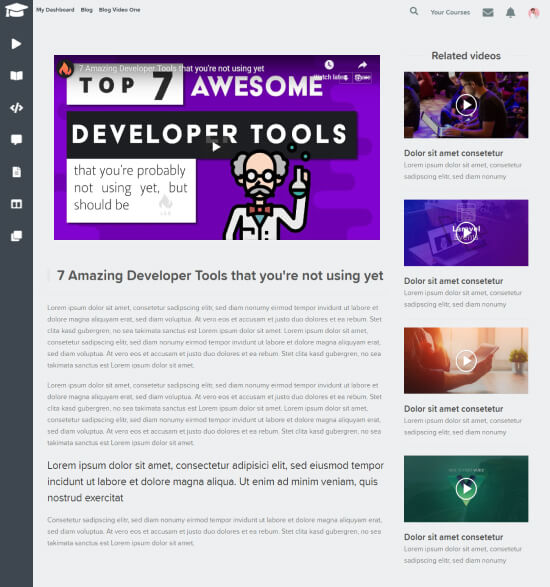 My Dashboard Blog Blog Video One
Your Courses
7 Amazing Developer Tools that you're not using yet
Watch later Share
TOP 7 AWESOME
DEVELOPER TOOLS
that you're probably
not using yet, but
should be
7 Amazing Developer Tools that you're not using yet
Lorem ipsum dolor sit amet, consetetur sadipscing elitr, sed diam nonumy eirmod tempor invidunt ut labore et
dolore magna aliquyam erat, sed diam voluptua. At vero eos et accusam et justo duo dolores et ea rebum. Stet
clita kasd gubergren, no sea takimata sanctus est Lorem ipsum dolor sit amet. Lorem ipsum dolor sit amet,
consetetur sadipscing elitr, sed diam nonumy eirmod tempor invidunt ut labore et dolore magna aliquyam erat,
sed diam voluptua. At vero eos et accusam et justo duo dolores et ea rebum. Stet clita kasd gubergren, no sea
takimata sanctus est Lorem ipsum dolor sit amet.
Lorem ipsum dolor sit amet, consetetur sadipscing elitr, sed diam nonumy eirmod tempor invidunt ut labore et
dolore magna aliquyam erat, sed diam voluptua. At vero eos et accusam et justo duo dolores et ea rebum. Stet
clita kasd gubergren, no sea takimata sanctus est Lorem ipsum dolor sit amet. Lorem ipsum dolor sit amet,
consetetur sadipscing elitr, sed diam nonumy eirmod tempor invidunt ut labore et dolore magna aliquyam erat,
sed diam voluptua. At vero eos et accusam et justo duo dolores et ea rebum. Stet clita kasd gubergren, no sea
takimata sanctus est Lorem ipsum dolor sit amet.
Lorem ipsum dolor sit amet, consectetur adipisici elit, sed eiusmod tempor
incidunt ut labore et dolore magna aliqua. Ut enim ad minim veniam, quis
nostrud exercitat
Consetetur sadipscing elitr, sed diam nonumy eirmod tempor invidunt ut labore et dolore magna aliquyam erat,
sed diam voluptua. At vero eos et accusam et justo duo dolores et ea rebum. Stet clita kasd gubergren, no sea
takimata sanctus est Lorem ipsum dolor sit amet.
Related videos
Dolor sit amet consetetur
Lorem ipsum dolor sit amet, consetetur
sadipscing elitr, sed diam nonumy
Laravel
Events
Dolor sit amet consetetur
Lorem ipsum dolor sit amet, consetetur
sadipscing elitr, sed diam nonumy
Dolor sit amet consetetur
Lorem ipsum dolor sit amet, consetetur
sadipscing elitr, sed diam nonumy
Dolor sit amet consetetur
Lorem ipsum dolor sit amet, consetetur
sadipscing elitr, sed diam nonumy